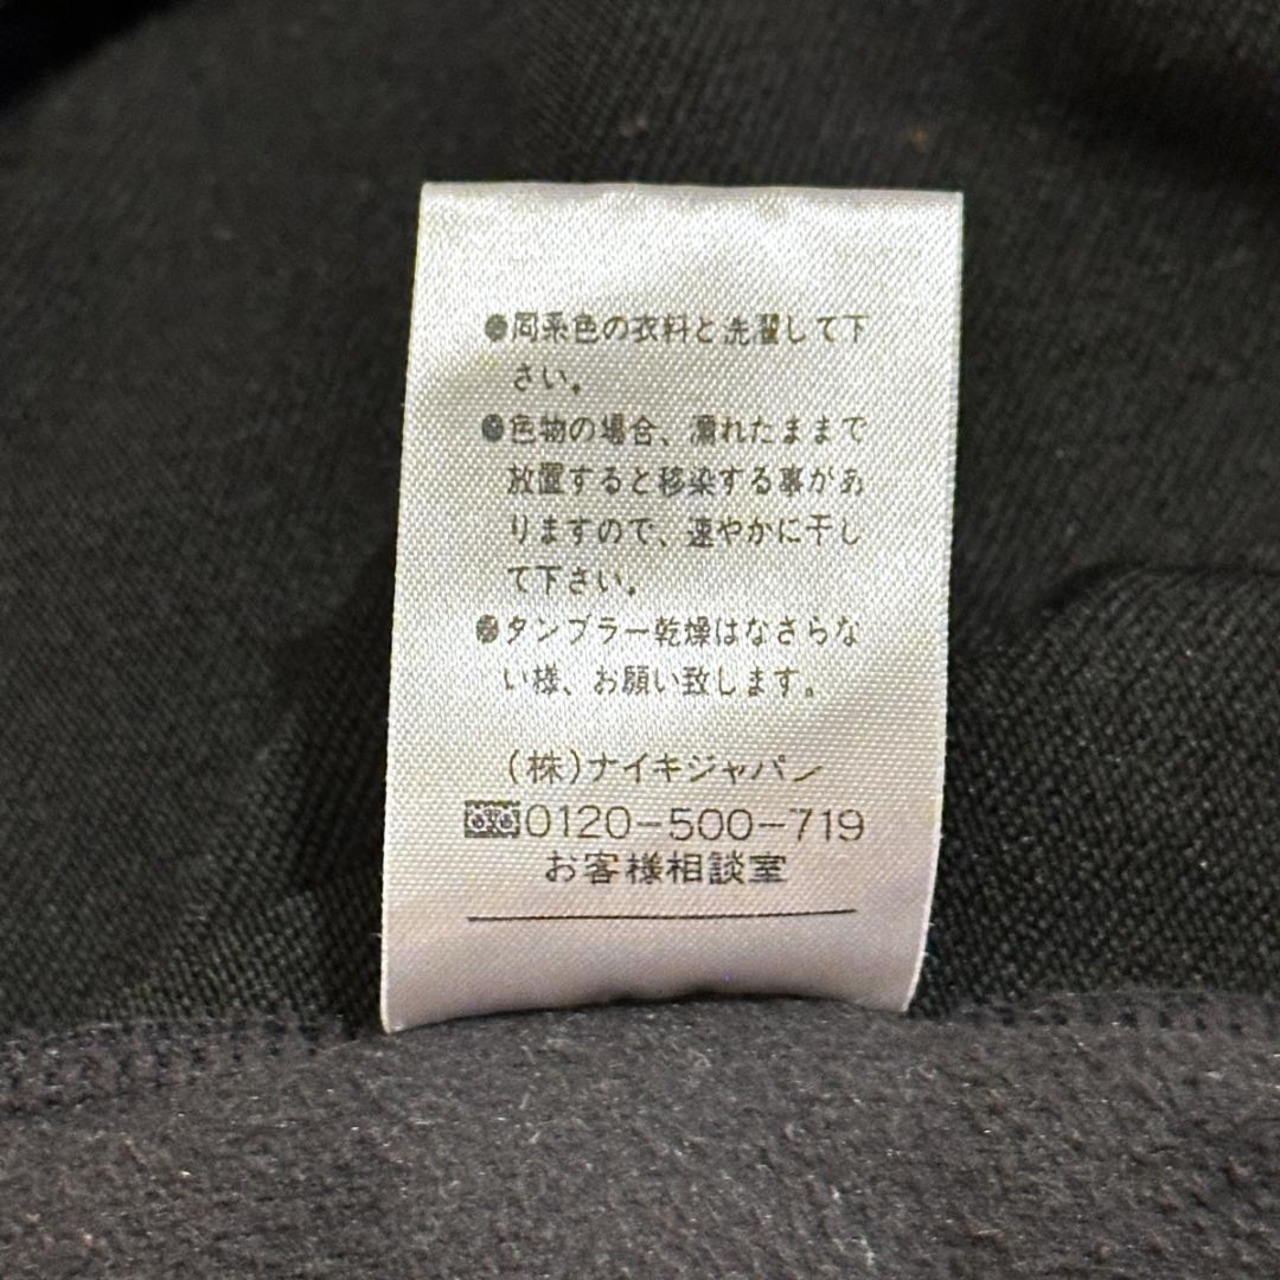 ●同系色の衣料と洗濯して下
さい。
●色物の場合、濡れたままで
放置すると移染する事があ
りますので、速やかに干し
て下さい。
●タンブラー乾燥はなさらな
い様、お願い致します。
(株)ナイキジャパン
0120-500-719
お客様相談室